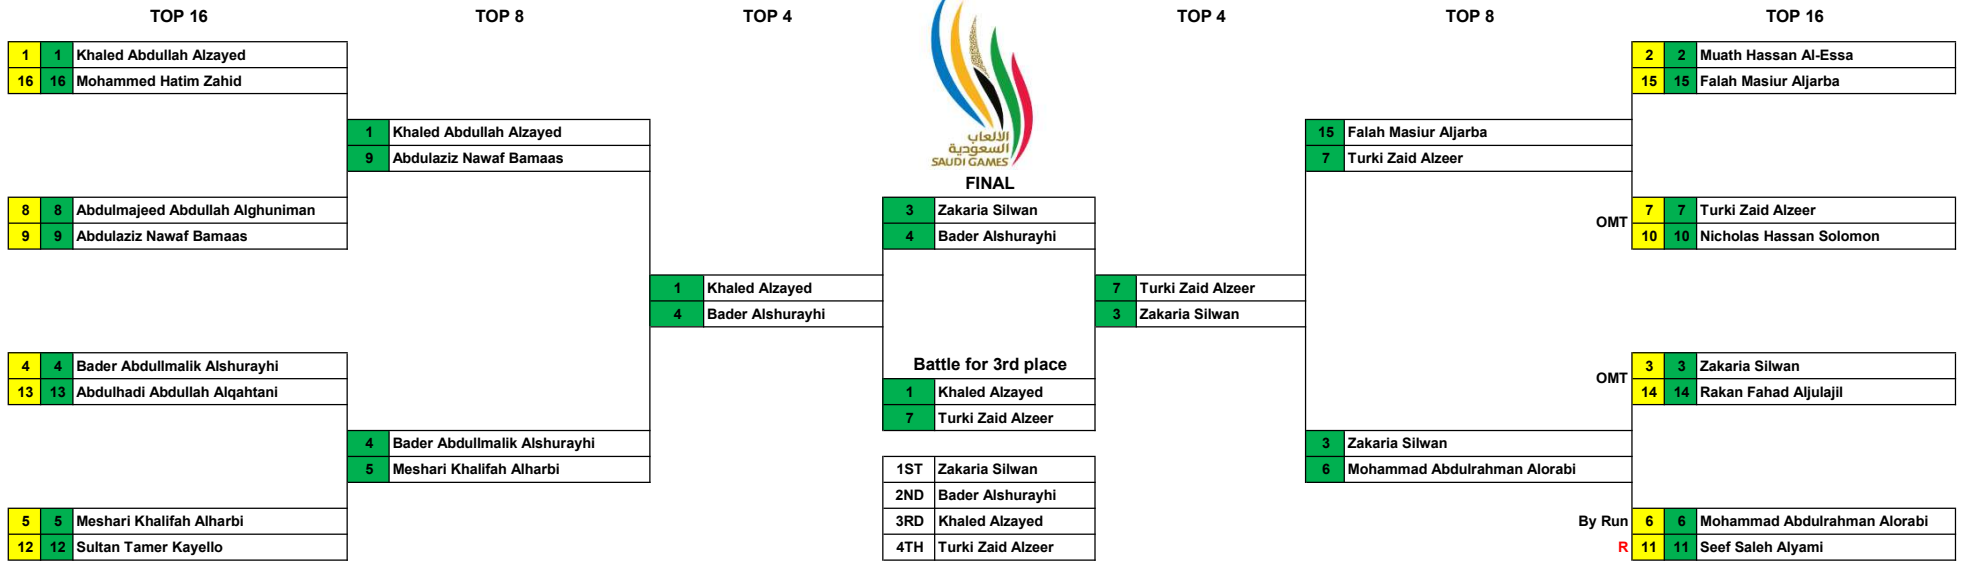 TOP 16 TOP 8 TOP 4 TOP 4 TOP 8 TOP 16
1 1 Khaled Abdullah Alzayed
16 16 Mohammed Hatim Zahid
8 8 Abdulmajeed Abdullah Alghuniman
9 9 Abdulaziz Nawaf Bamaas
4 4 Bader Abdullmalik Alshurayhi
13 13 Abdulhadi Abdullah Alqahtani
5 5 Meshari Khalifah Alharbi
12 12 Sultan Tamer Kayello
1 Khaled Abdullah Alzayed
9 Abdulaziz Nawaf Bamaas
4 Bader Abdullmalik Alshurayhi
5 Meshari Khalifah Alharbi
1 Khaled Alzayed
4 Bader Alshurayhi
الألعاب
السعودية
SAUDI GAMES
FINAL
3 Zakaria Silwan
4 Bader Alshurayhi
Battle for 3rd place
1 Khaled Alzayed
7 Turki Zaid Alzeer
1ST Zakaria Silwan
2ND Bader Alshurayhi
3RD Khaled Alzayed
4TH Turki Zaid Alzeer
7 Turki Zaid Alzeer
3 Zakaria Silwan
15 Falah Masiur Aljarba
7 Turki Zaid Alzeer
3 Zakaria Silwan
6 Mohammad Abdulrahman Alorabi
2 2 Muath Hassan Al-Essa
15 15 Falah Masiur Aljarba
OMT
7 7 Turki Zaid Alzeer
10 10 Nicholas Hassan Solomon
OMT
3 3 Zakaria Silwan
14 14 Rakan Fahad Aljulajil
By Run 6 6 Mohammad Abdulrahman Alorabi
R 11 11 Seef Saleh Alyami